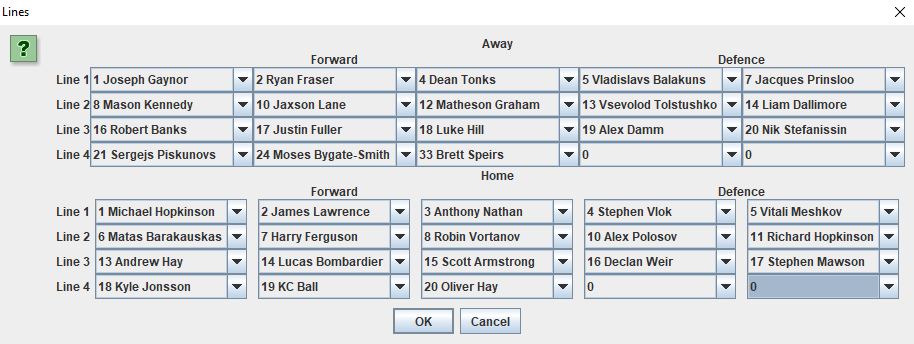 Lines
?
Away
Forward Defence
Line 1 1 Joseph Gaynor 2 Ryan Fraser 4 Dean Tonks 5 Vladislavs Balakuns 7 Jacques Prinsloo
Line 2 8 Mason Kennedy 10 Jaxson Lane 12 Matheson Graham 13 Vsevolod Tolstushko 14 Liam Dallimore
Line 3 16 Robert Banks 17 Justin Fuller 18 Luke Hill 19 Alex Damm 20 Nik Stefanissin
Line 4 21 Sergejs Piskunovs 24 Moses Bygate-Smith 33 Brett Speirs 0 0
Home
Forward Defence
Line 1 1 Michael Hopkinson 2 James Lawrence 3 Anthony Nathan 4 Stephen Vlok 5 Vitali Meshkov
Line 2 6 Matas Barakauskas 7 Harry Ferguson 8 Robin Vortanov 10 Alex Polosov 11 Richard Hopkinson
Line 3 13 Andrew Hay 14 Lucas Bombardier 15 Scott Armstrong 16 Declan Weir 17 Stephen Mawson
Line 4 18 Kyle Jonsson 19 KC Ball 20 Oliver Hay 0 0
OK Cancel